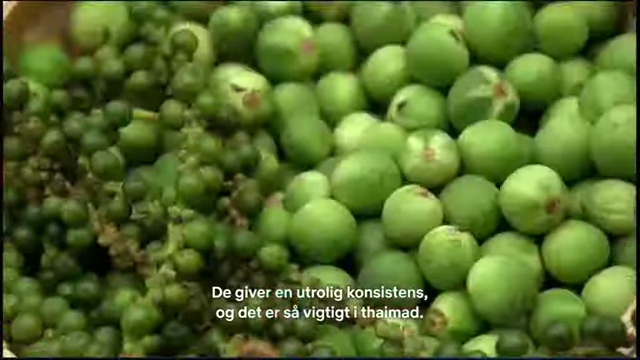 De giver en utrolig konsistens,
og det er så vigtigt i thaimad.